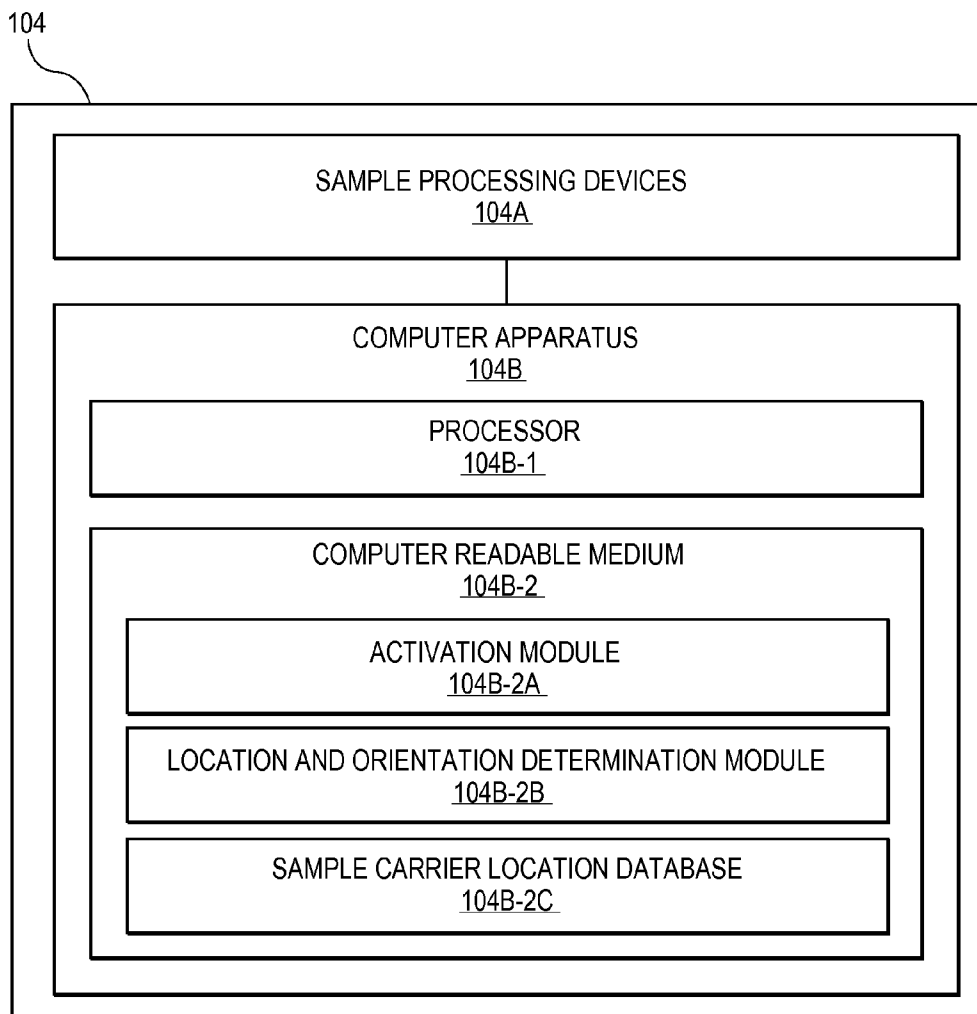 104
SAMPLE PROCESSING DEVICES
104A
COMPUTER APPARATUS
104B
PROCESSOR
104B-1
COMPUTER READABLE MEDIUM
104B-2
ACTIVATION MODULE
104B-2A
LOCATION AND ORIENTATION DETERMINATION MODULE
104B-2B
SAMPLE CARRIER LOCATION DATABASE
104B-2C